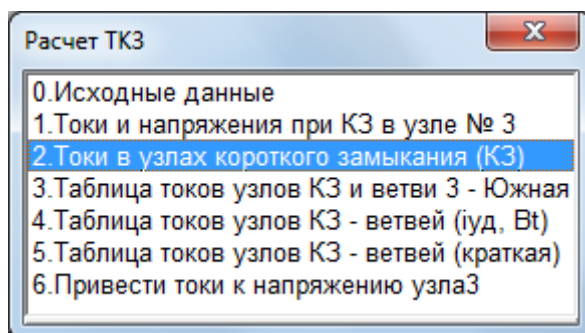 Расчет ТКЗ
0.Исходные данные
1.Токи и напряжения при КЗ в узле № 3
2.Токи в узлах короткого замыкания (КЗ)
3.Таблица токов узлов КЗ и ветви 3 - Южная
4.Таблица токов узлов КЗ - ветвей (iуд, Bt)
5.Таблица токов узлов КЗ - ветвей (краткая)
6.Привести токи к напряжению узла3